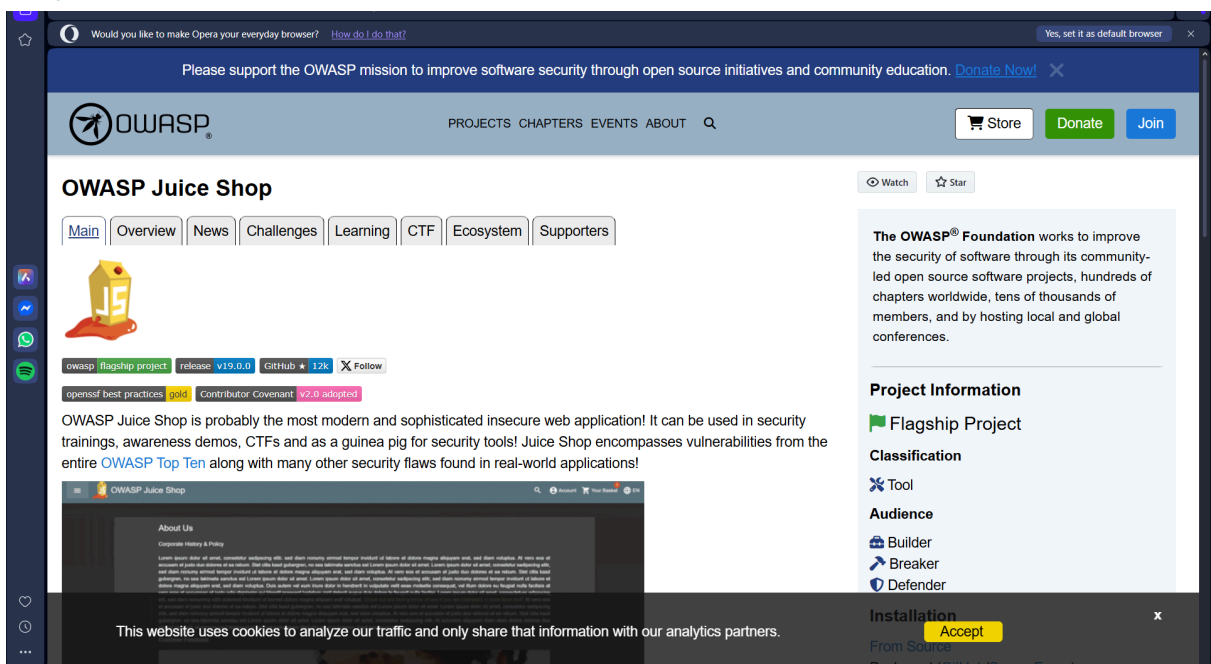 Would you like to make Opera your everyday browser? How do I do that?
Yes, set it as default browser
Please support the OWASP mission to improve software security through open source initiatives and community education. Donate Now!
OWASP®
PROJECTS CHAPTERS EVENTS ABOUT
Store
Donate
Join
OWASP Juice Shop
Watch
Star
Main
Overview
News
Challenges
Learning
CTF
Ecosystem
Supporters
JS
owasp flagship project
release v19.0.0
GitHub ★ 12k
X Follow
openssf best practices gold
Contributor Covenant v2.0 adopted
OWASP Juice Shop is probably the most modern and sophisticated insecure web application! It can be used in security
trainings, awareness demos, CTFs and as a guinea pig for security tools! Juice Shop encompasses vulnerabilities from the
entire OWASP Top Ten along with many other security flaws found in real-world applications!
OWASP Juice Shop
Account
Your Basket
EN
About Us
Corporate History & Policy
The OWASP® Foundation works to improve
the security of software through its community-
led open source software projects, hundreds of
chapters worldwide, tens of thousands of
members, and by hosting local and global
conferences.
Project Information
Flagship Project
Classification
Tool
Audience
Builder
Breaker
Defender
Installation
From Source
This website uses cookies to analyze our traffic and only share that information with our analytics partners.
Accept
x